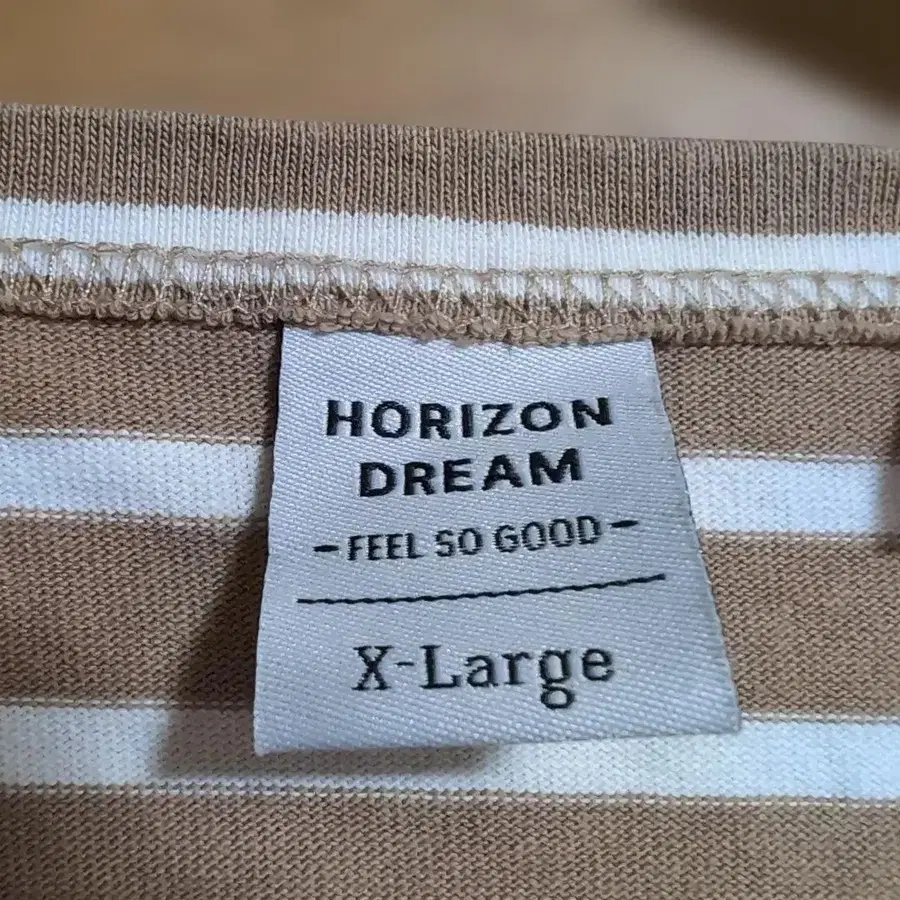 HORIZON
DREAM
-FEEL SO GOOD-
X-Large